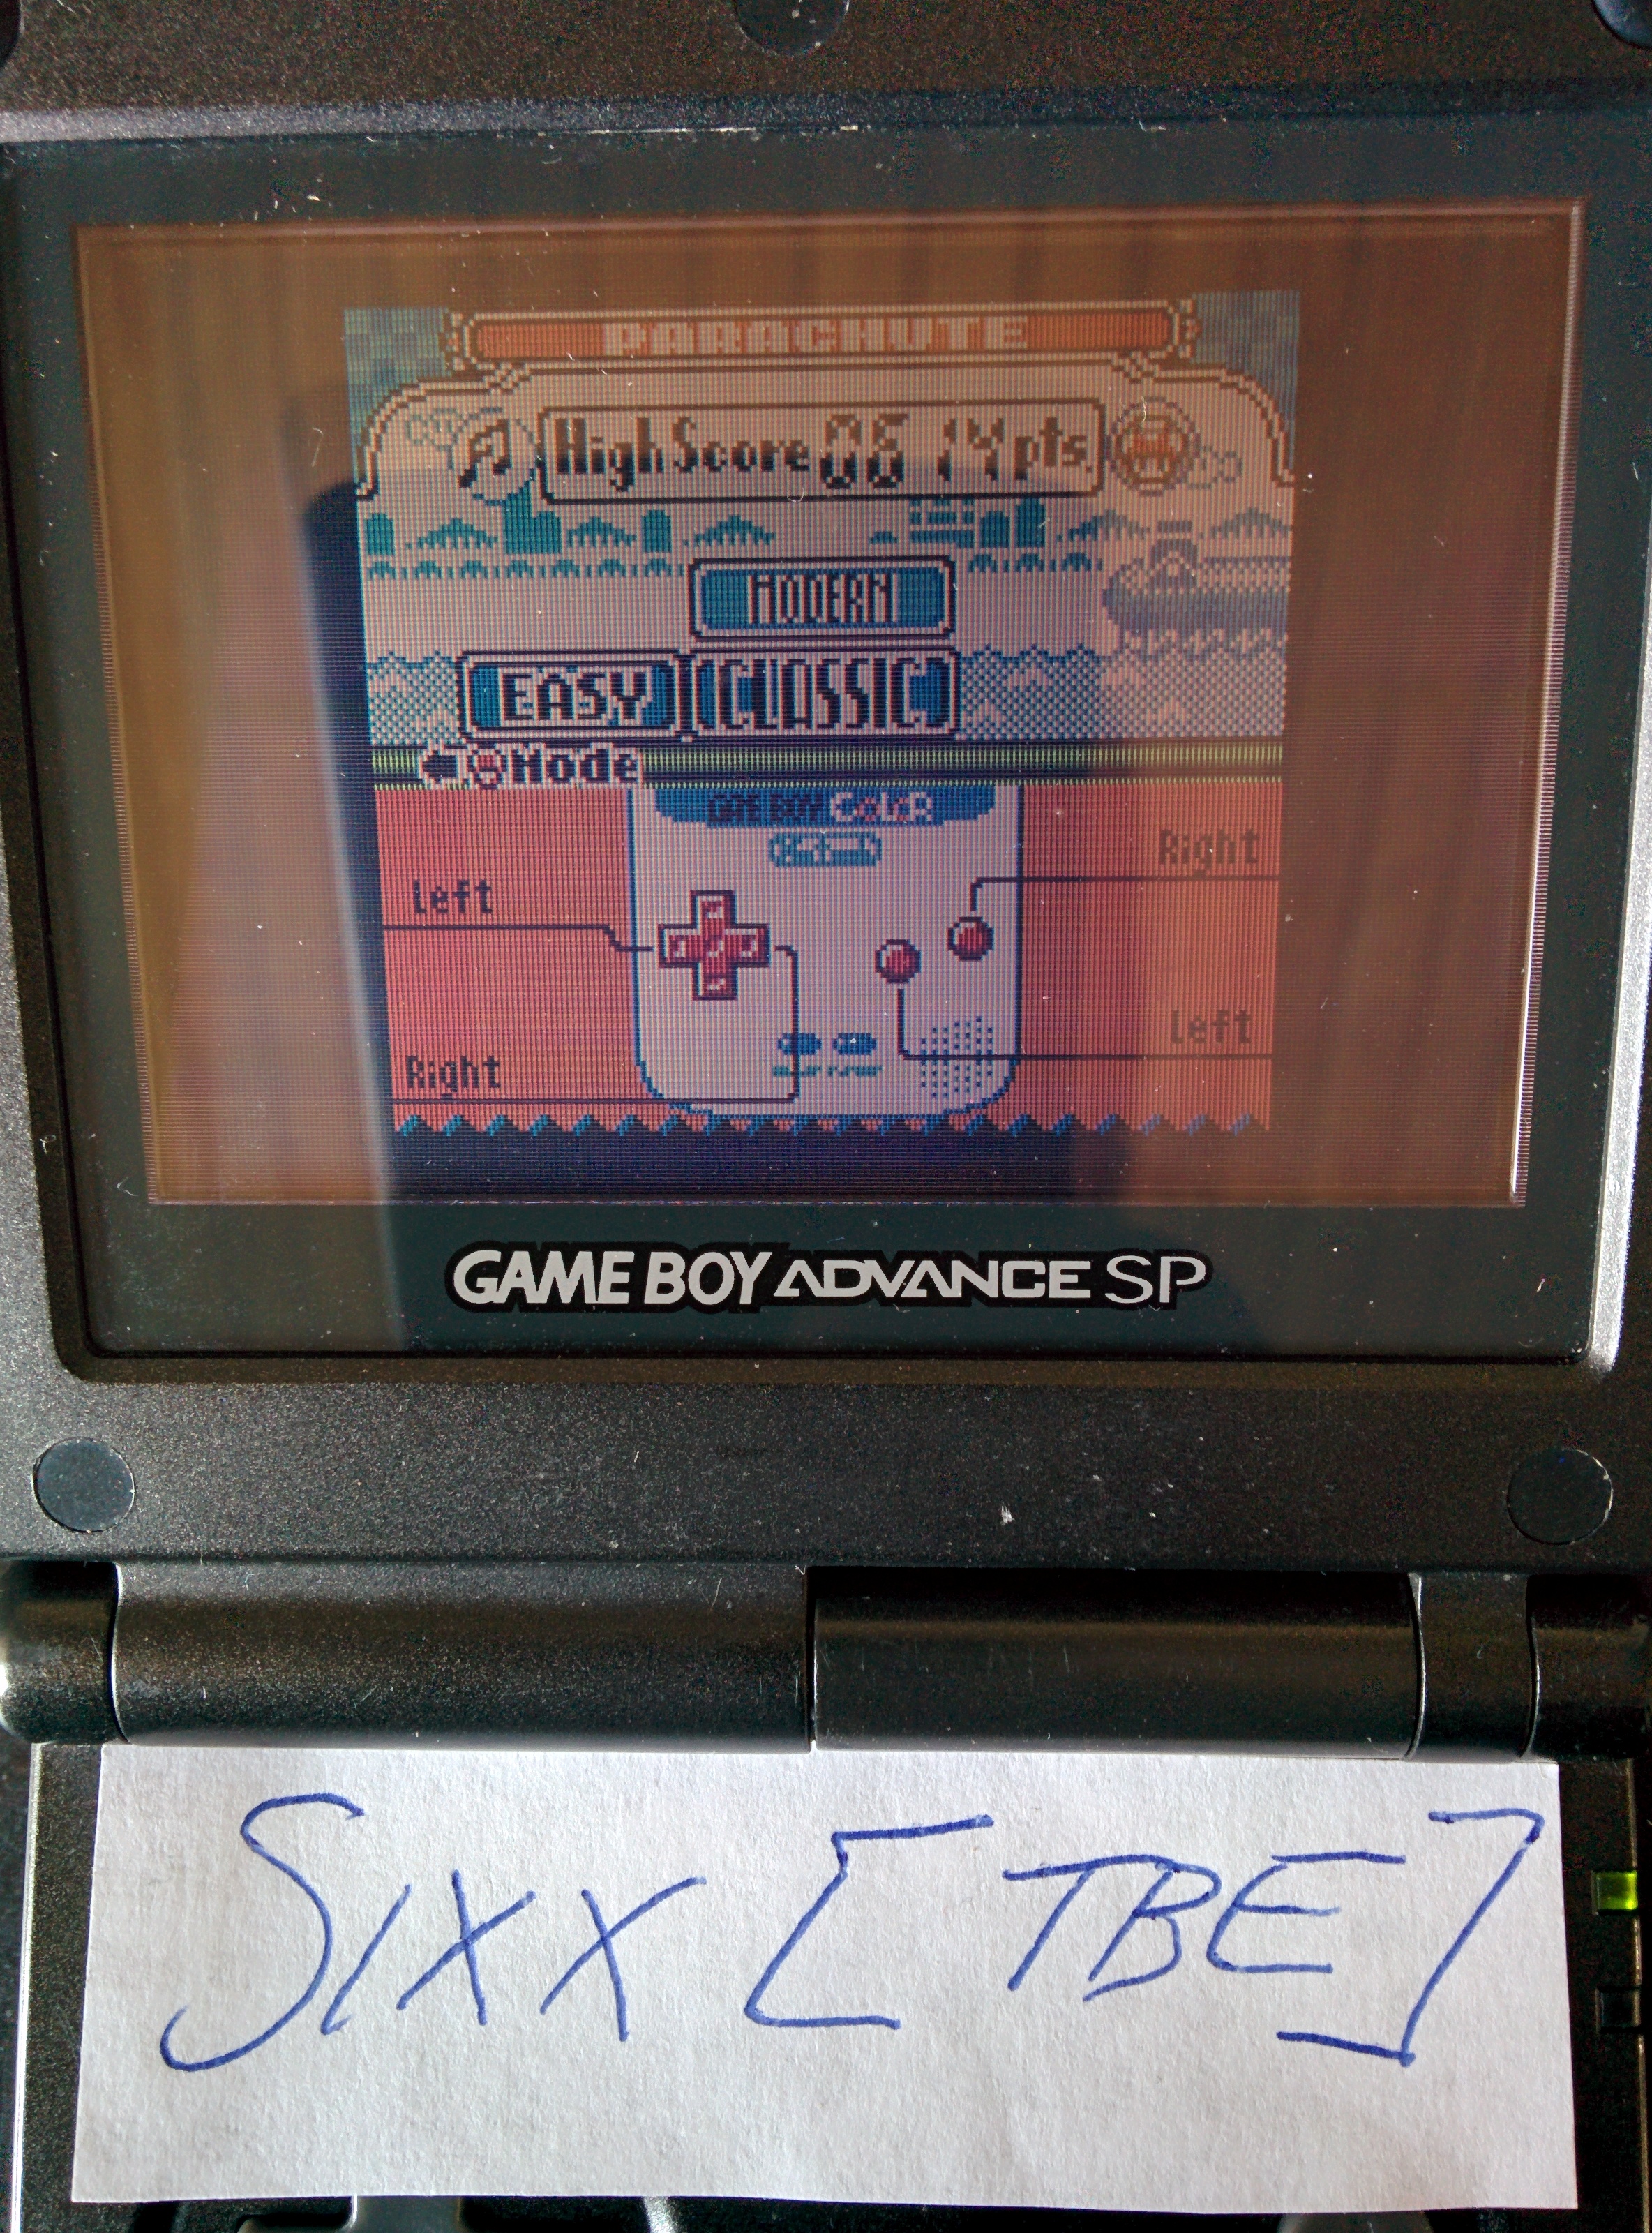 PARACHUTE
High Score 0614 pts.
MODERN
EASY CLASSIC
Mode
GAME BOY COLOR
Right
Left
Left
Right
GAME BOY ADVANCE SP
SIXX [TBE]